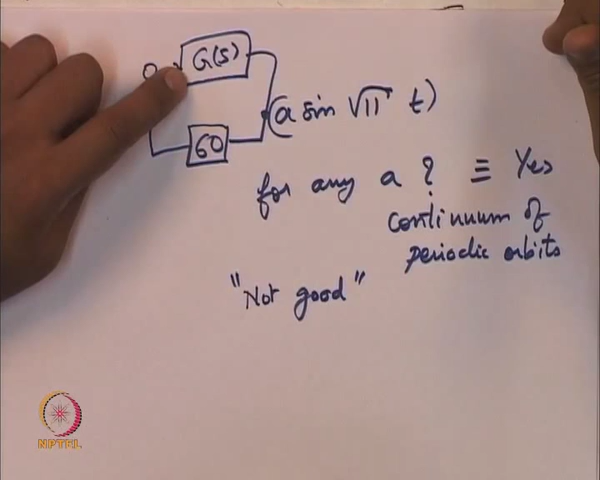 G(S)
60
(a sin √11 t)
for any a ? ≡ Yes
continuum of
periodic orbits
"Not good"
NPTEL